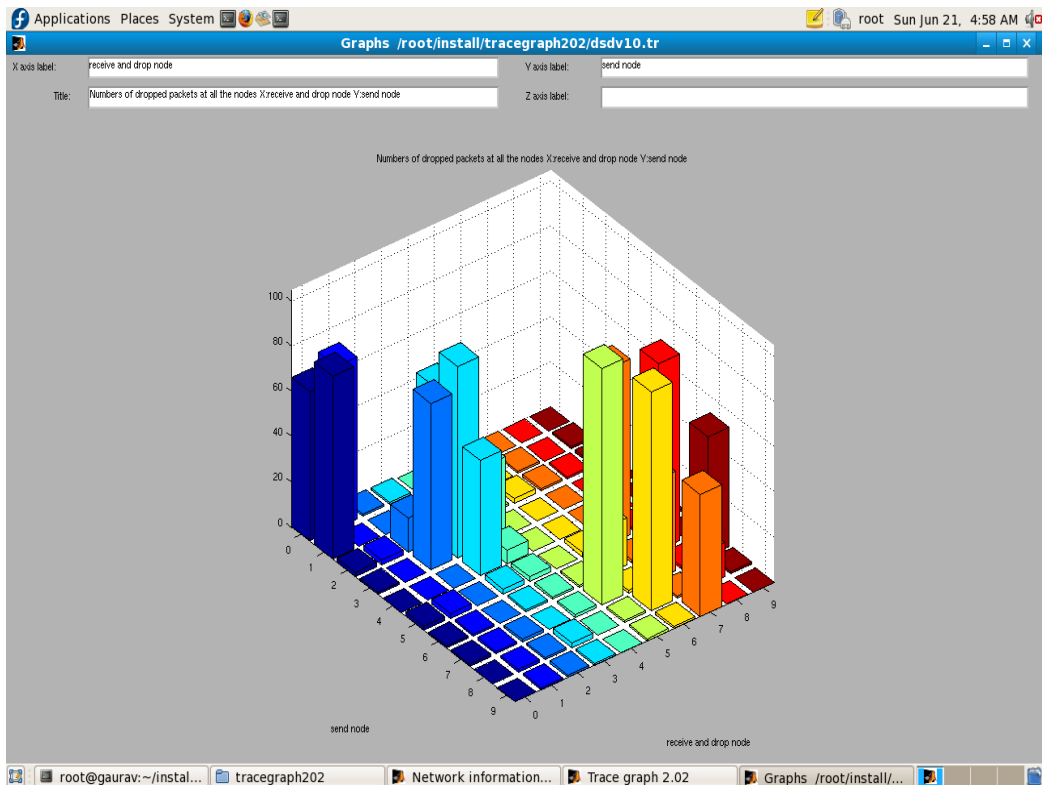 Applications Places System
root Sun Jun 21, 4:58 AM
Graphs /root/install/tracegraph202/dsdv10.tr
X axis label: receive and drop node
Y axis label: send node
Title: Numbers of dropped packets at all the nodes X:receive and drop node Y:send node
Z axis label:
Numbers of dropped packets at all the nodes X:receive and drop node Y:send node
100
80
60
40
20
0
0
1
2
3
4
5
6
7
8
9
0
1
2
3
4
5
6
7
8
9
send node
receive and drop node
root@gaurav:~/instal...
tracegraph202
Network information...
Trace graph 2.02
Graphs /root/install/...